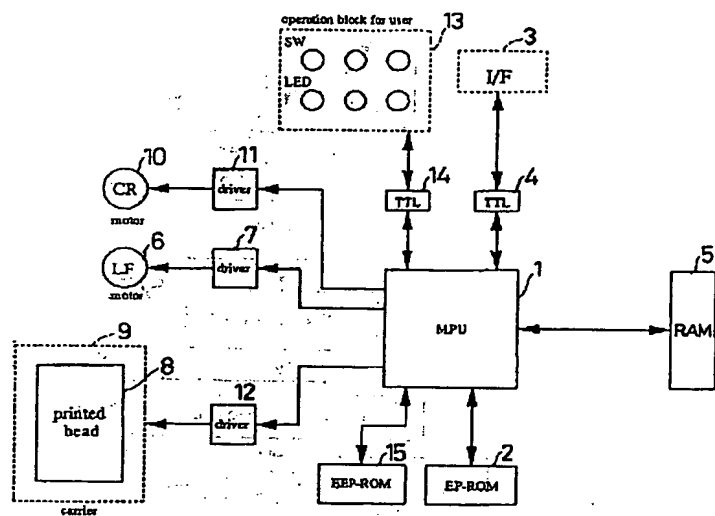 operation block for user
13
SW
LED
3
I/F
10
CR
motor
11
driver
14
TTL
4
TTL
6
LF
motor
7
driver
1
MPU
5
RAM
9
8
printed
head
carrier
12
driver
15
EEP-ROM
2
EP-ROM